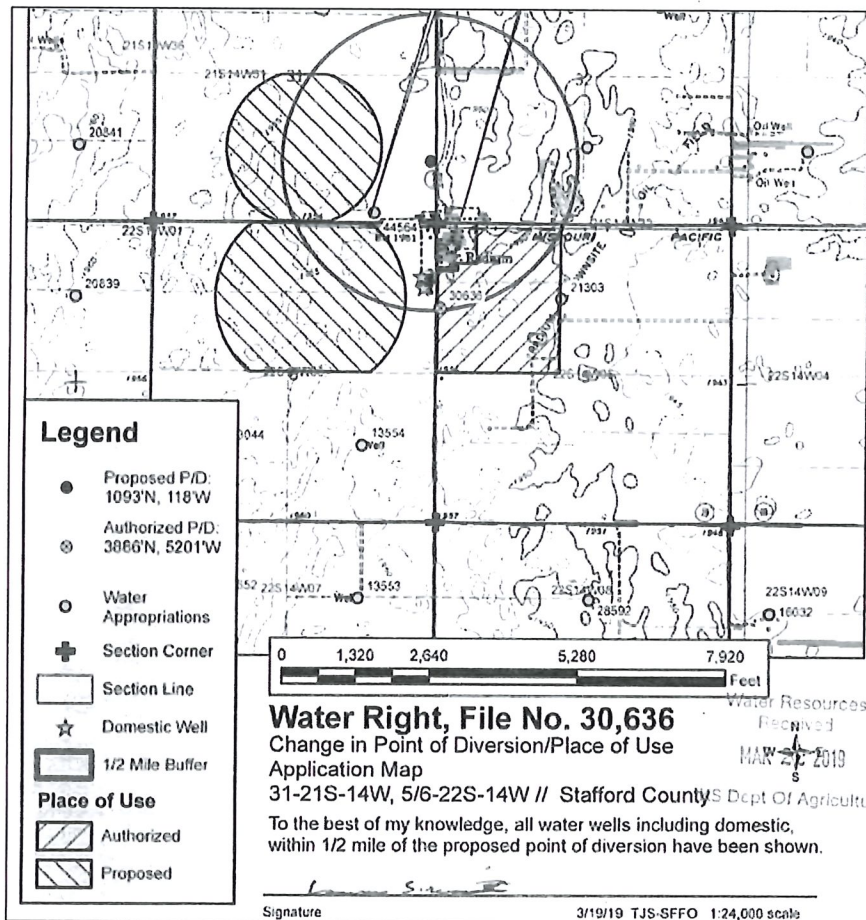 Well
21S14W36
21S14W31
31
20841
Oil Well
Oil Well
22S14W01
44564
MISSOURI
PACIFIC
Radium
20839
30636
21303
22S14W04
Legend
Proposed P/D:
1093'N, 118'W
Authorized P/D:
3866'N, 5201'W
Water
Appropriations
Section Corner
Section Line
Domestic Well
1/2 Mile Buffer
Place of Use
Authorized
Proposed
3044
13554
Well
22S14W07
Well
13553
22S14W08
28592
22S14W09
16032
0 1,320 2,640 5,280 7,920
Feet
Water Resources
Received
Water Right, File No. 30,636
Change in Point of Diversion/Place of Use
Application Map
31-21S-14W, 5/6-22S-14W // Stafford County
N
W E
S
MAR 2019
KS Dept Of Agriculture
To the best of my knowledge, all water wells including domestic,
within 1/2 mile of the proposed point of diversion have been shown.
Signature
3/19/19 TJS-SFFO 1:24,000 scale